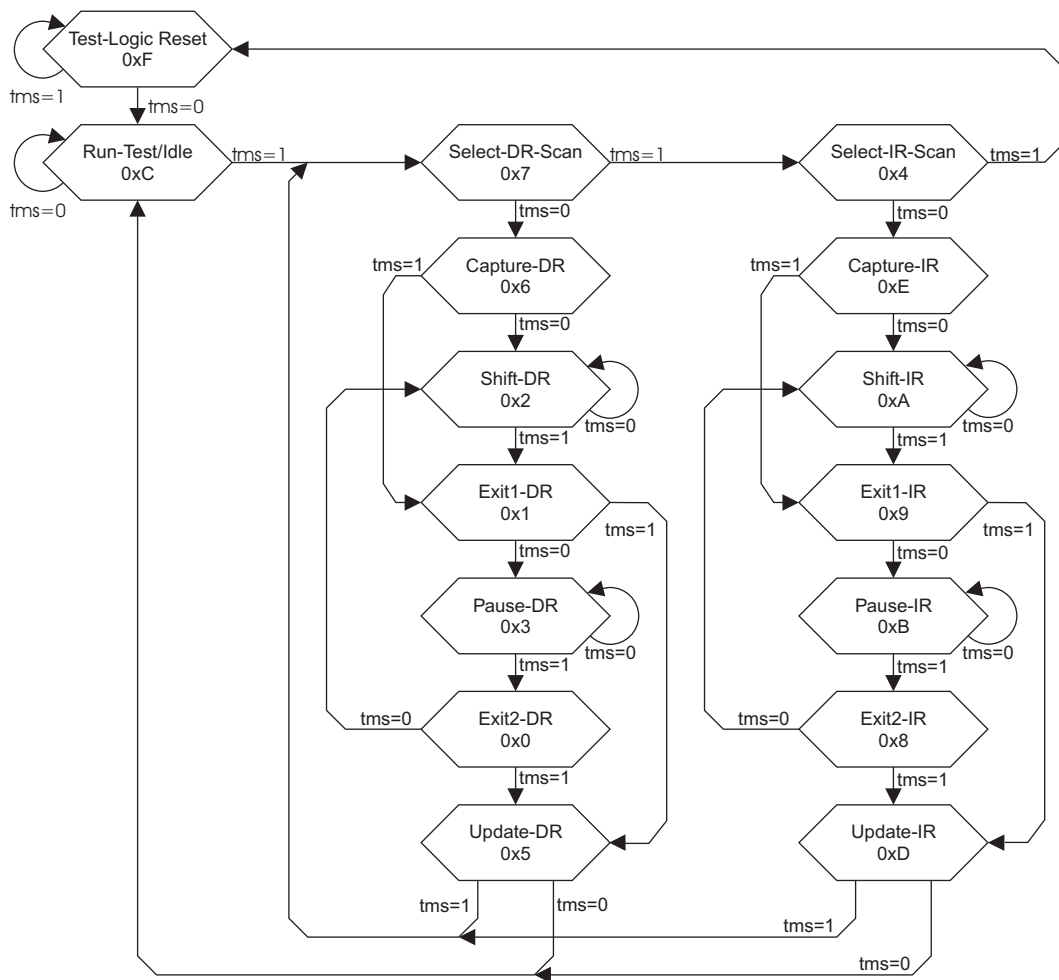 Test-Logic Reset
0xF
tms=1
tms=0
Run-Test/Idle
0xC
tms=1
tms=0
Select-DR-Scan
0x7
tms=1
tms=0
Select-IR-Scan
0x4
tms=1
tms=0
tms=1
Capture-DR
0x6
tms=0
tms=1
Capture-IR
0xE
tms=0
Shift-DR
0x2
tms=0
tms=1
Shift-IR
0xA
tms=0
tms=1
Exit1-DR
0x1
tms=1
tms=0
Exit1-IR
0x9
tms=1
tms=0
Pause-DR
0x3
tms=0
tms=1
Pause-IR
0xB
tms=0
tms=1
tms=0
Exit2-DR
0x0
tms=1
tms=0
Exit2-IR
0x8
tms=1
Update-DR
0x5
tms=1
tms=0
Update-IR
0xD
tms=1
tms=0